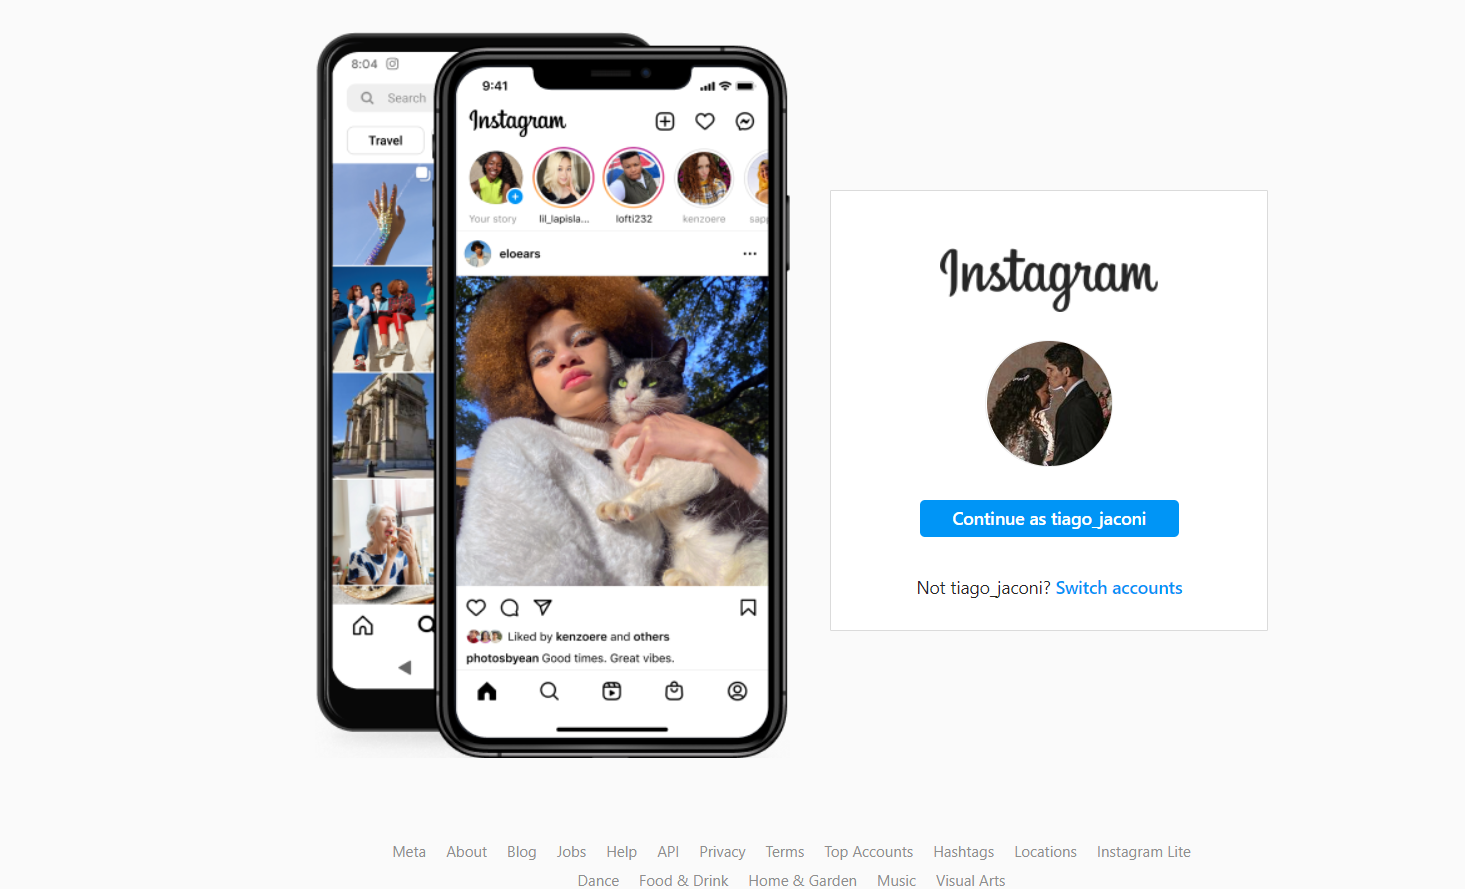 8:04
Search
Travel
9:41
Instagram
Your story
lil_lapisla...
lofti232
kenzoere
sapp
eloears
Liked by kenzoere and others
photosbyean Good times. Great vibes.
Instagram
Continue as tiago_jaconi
Not tiago_jaconi? Switch accounts
Meta About Blog Jobs Help API Privacy Terms Top Accounts Hashtags Locations Instagram Lite
Dance Food & Drink Home & Garden Music Visual Arts